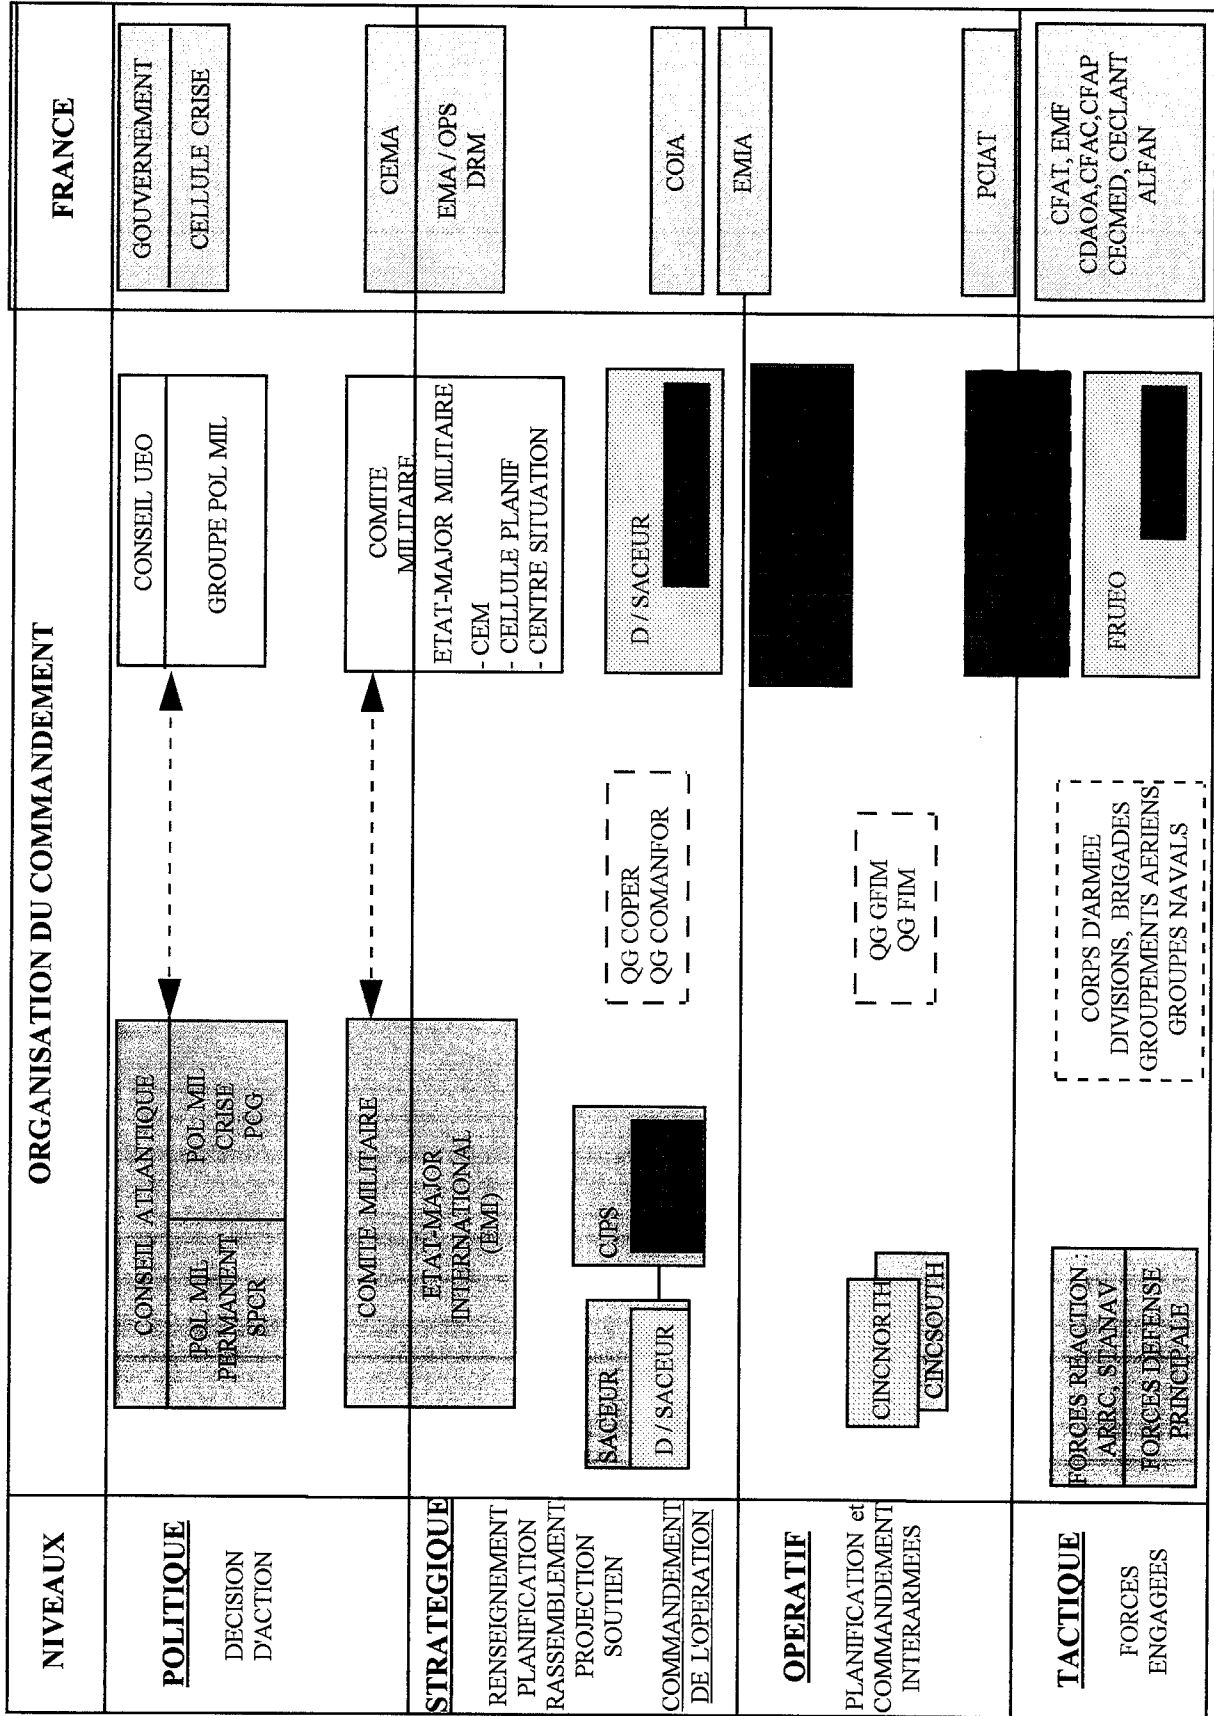 ORGANISATION DU COMMANDEMENT
NIVEAUX
FRANCE
POLITIQUE
DECISION
D'ACTION
CONSEIL ATLANTIQUE
POL MIL
PERMANENT
SPCR
POL MIL
CRISE
PCG
CONSEIL UEO
GROUPE POL MIL
GOUVERNEMENT
CELLULE CRISE
STRATEGIQUE
RENSEIGNEMENT
PLANIFICATION
RASSEMBLEMENT
PROJECTION
SOUTIEN
COMMANDEMENT
DE L'OPERATION
COMITE MILITAIRE
ETAT-MAJOR
INTERNATIONAL
(EMI)
SACEUR
D / SACEUR
CJPS
QG COPER
QG COMANFOR
COMITE
MILITAIRE
ETAT-MAJOR MILITAIRE
- CEM
- CELLULE PLANIF
- CENTRE SITUATION
D / SACEUR
CEMA
EMA / OPS
DRM
COIA
EMIA
OPERATIF
PLANIFICATION et
COMMANDEMENT
INTERARMEES
CINCNORTH
CINCSOUTH
QG GFIM
QG FIM
PCIAT
TACTIQUE
FORCES
ENGAGEES
FORCES REACTION :
ARRC, STANAV.
FORCES DEFENSE
PRINCIPALE
CORPS D'ARMEE
DIVISIONS, BRIGADES
GROUPEMENTS AERIENS
GROUPES NAVALS
FRUEO
CFAT, EMF
CDAOA,CFAC,CFAP
CECMED, CECLANT
ALFAN